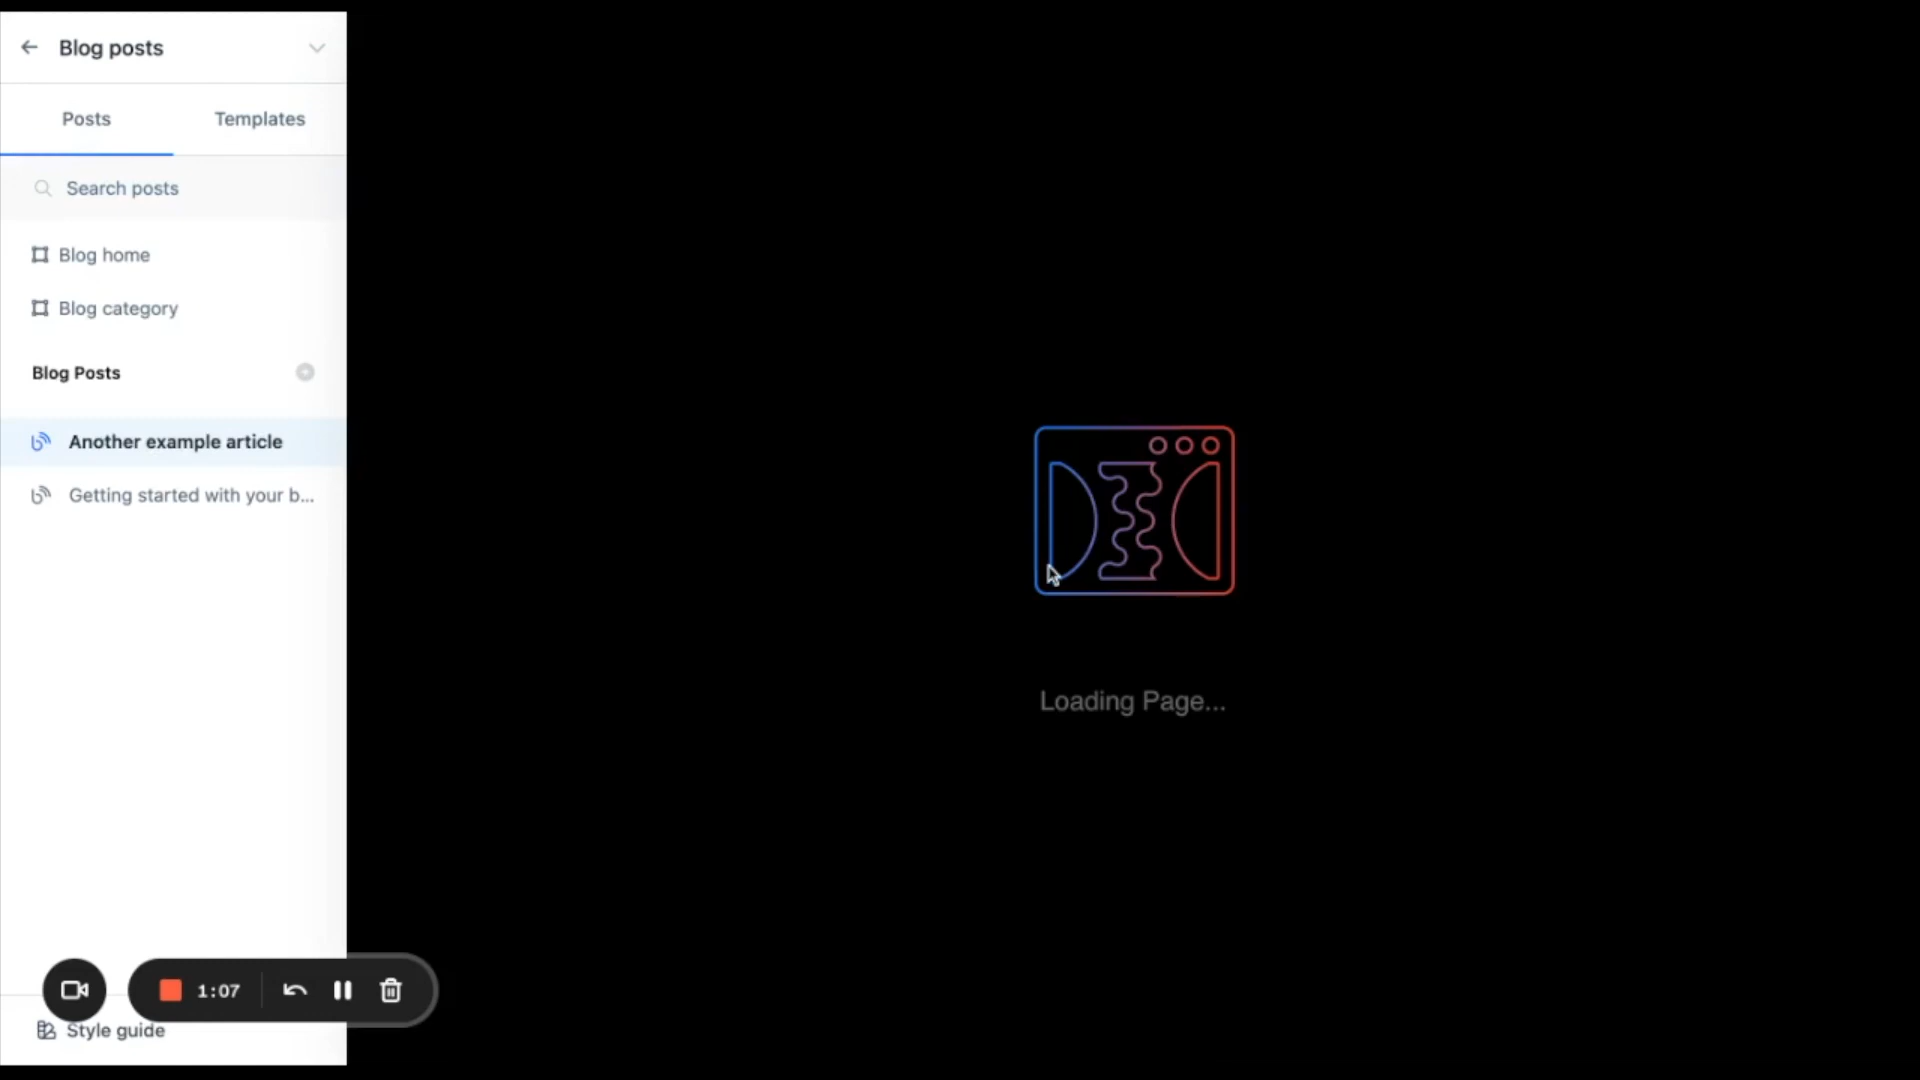 Blog posts
Posts
Templates
Search posts
Blog home
Blog category
Blog Posts
Another example article
Getting started with your b...
Loading Page...
1:07
Style guide